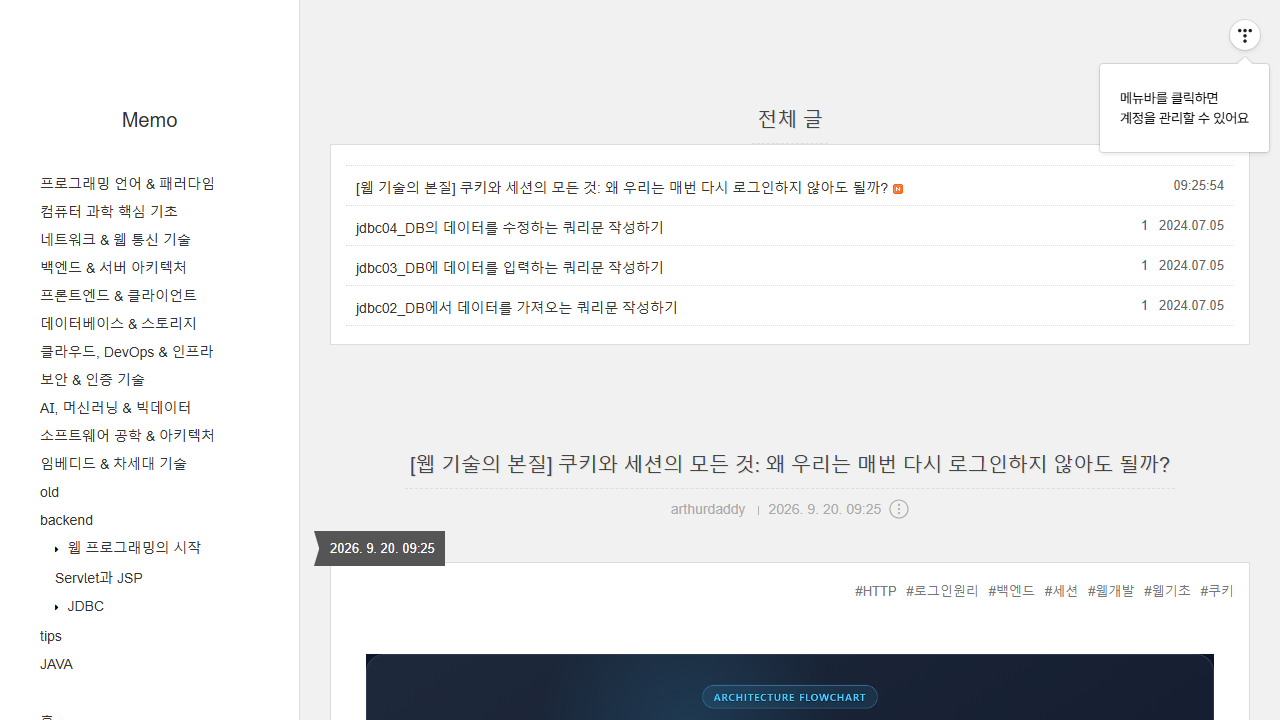 메뉴바를 클릭하면
계정을 관리할 수 있어요
Memo
프로그래밍 언어 & 패러다임
컴퓨터 과학 핵심 기초
네트워크 & 웹 통신 기술
백엔드 & 서버 아키텍처
프론트엔드 & 클라이언트
데이터베이스 & 스토리지
클라우드, DevOps & 인프라
보안 & 인증 기술
AI, 머신러닝 & 빅데이터
소프트웨어 공학 & 아키텍처
임베디드 & 차세대 기술
old
backend
웹 프로그래밍의 시작
Servlet과 JSP
JDBC
tips
JAVA
전체 글
[웹 기술의 본질] 쿠키와 세션의 모든 것: 왜 우리는 매번 다시 로그인하지 않아도 될까? N 09:25:54
jdbc04_DB의 데이터를 수정하는 쿼리문 작성하기 1 2024.07.05
jdbc03_DB에 데이터를 입력하는 쿼리문 작성하기 1 2024.07.05
jdbc02_DB에서 데이터를 가져오는 쿼리문 작성하기 1 2024.07.05
[웹 기술의 본질] 쿠키와 세션의 모든 것: 왜 우리는 매번 다시 로그인하지 않아도 될까?
arthurdaddy | 2026. 9. 20. 09:25
2026. 9. 20. 09:25
#HTTP #로그인원리 #백엔드 #세션 #웹개발 #웹기초 #쿠키
ARCHITECTURE FLOWCHART